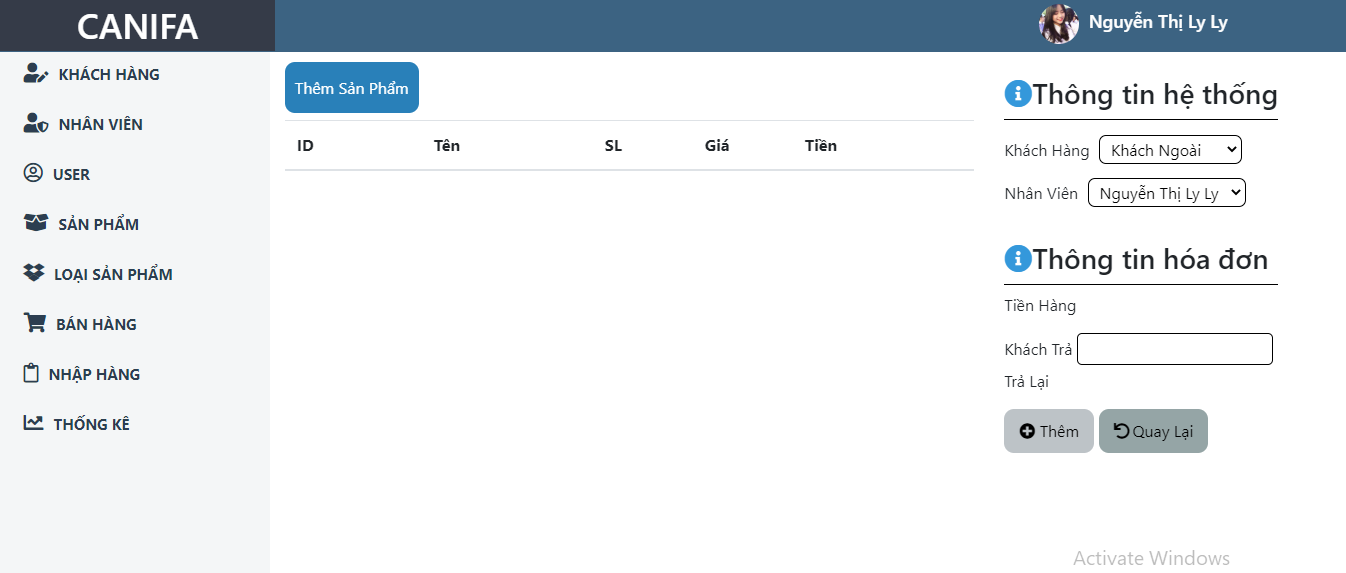 CANIFA
Nguyễn Thị Ly Ly
KHÁCH HÀNG
NHÂN VIÊN
USER
SẢN PHẨM
LOẠI SẢN PHẨM
BÁN HÀNG
NHẬP HÀNG
THỐNG KÊ
Thêm Sản Phẩm
ID Tên SL Giá Tiền
Thông tin hệ thống
Khách Hàng Khách Ngoài
Nhân Viên Nguyễn Thị Ly Ly
Thông tin hóa đơn
Tiền Hàng
Khách Trả
Trả Lại
Thêm Quay Lại
Activate Windows